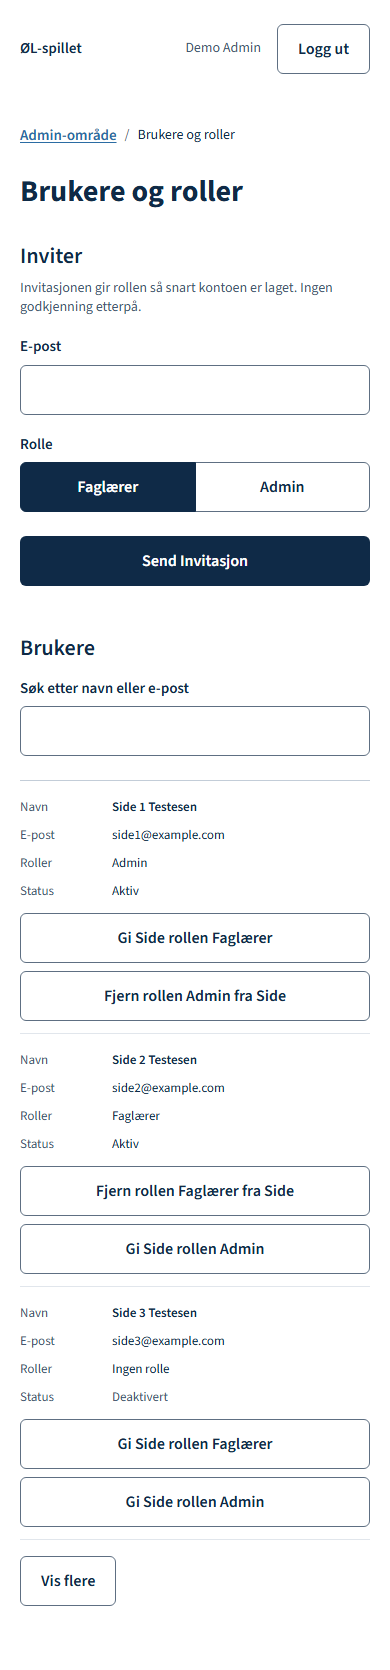 ØL-spillet
Demo Admin
Logg ut
Admin-område / Brukere og roller
Brukere og roller
Inviter
Invitasjonen gir rollen så snart kontoen er laget. Ingen
godkjenning etterpå.
E-post
Rolle
Faglærer
Admin
Send Invitasjon
Brukere
Søk etter navn eller e-post
Navn Side 1 Testesen
E-post side1@example.com
Roller Admin
Status Aktiv
Gi Side rollen Faglærer
Fjern rollen Admin fra Side
Navn Side 2 Testesen
E-post side2@example.com
Roller Faglærer
Status Aktiv
Fjern rollen Faglærer fra Side
Gi Side rollen Admin
Navn Side 3 Testesen
E-post side3@example.com
Roller Ingen rolle
Status Deaktivert
Gi Side rollen Faglærer
Gi Side rollen Admin
Vis flere